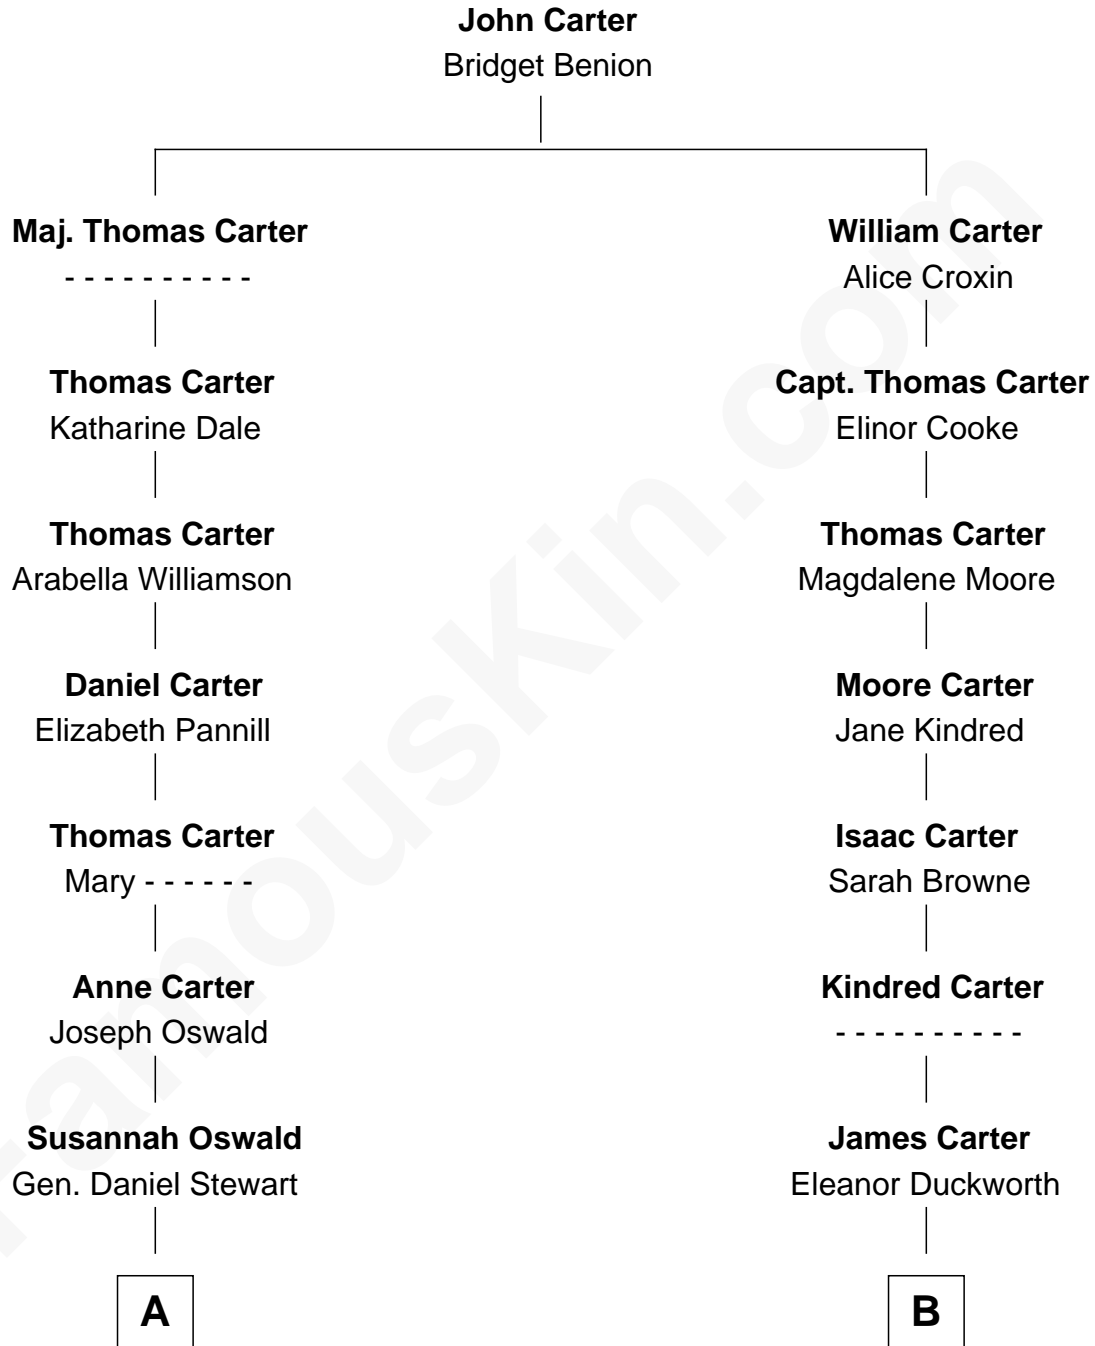 John Carter
Bridget Benion
Maj. Thomas Carter
- - - - - - - - - -
Thomas Carter
Katharine Dale
Thomas Carter
Arabella Williamson
Daniel Carter
Elizabeth Pannill
Thomas Carter
Mary - - - - - -
Anne Carter
Joseph Oswald
Susannah Oswald
Gen. Daniel Stewart
A
William Carter
Alice Croxin
Capt. Thomas Carter
Elinor Cooke
Thomas Carter
Magdalene Moore
Moore Carter
Jane Kindred
Isaac Carter
Sarah Browne
Kindred Carter
- - - - - - - - - -
James Carter
Eleanor Duckworth
B
FamousKin.com